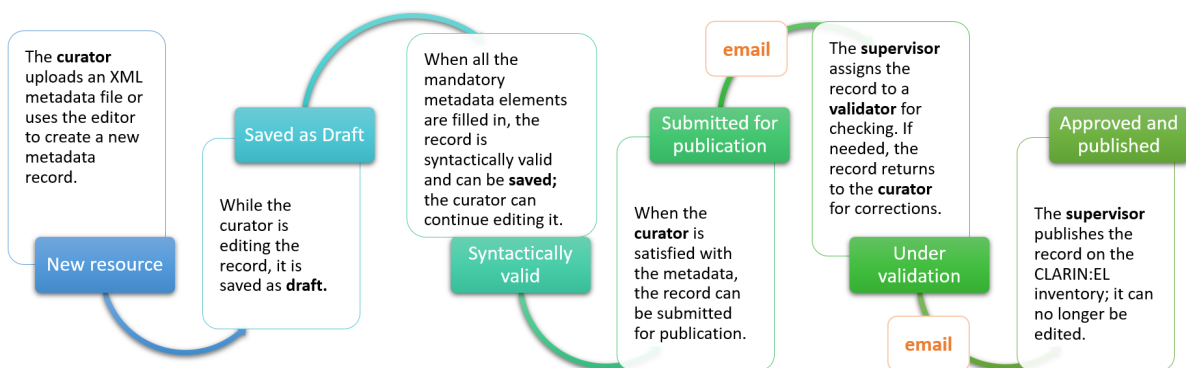 The curator
uploads an XML
metadata file or
uses the editor
to create a new
metadata
record.
New resource
Saved as Draft
While the
curator is
editing the
record, it is
saved as draft.
When all the
mandatory
metadata elements
are filled in, the
record is
syntactically valid
and can be saved;
the curator can
continue editing it.
Syntactically
valid
Submitted for
publication
When the
curator is
satisfied with
the metadata,
the record can
be submitted
for publication.
email
The supervisor
assigns the
record to a
validator for
checking. If
needed, the
record returns
to the curator
for corrections.
Under
validation
email
Approved and
published
The supervisor
publishes the
record on the
CLARIN:EL
inventory; it can
no longer be
edited.